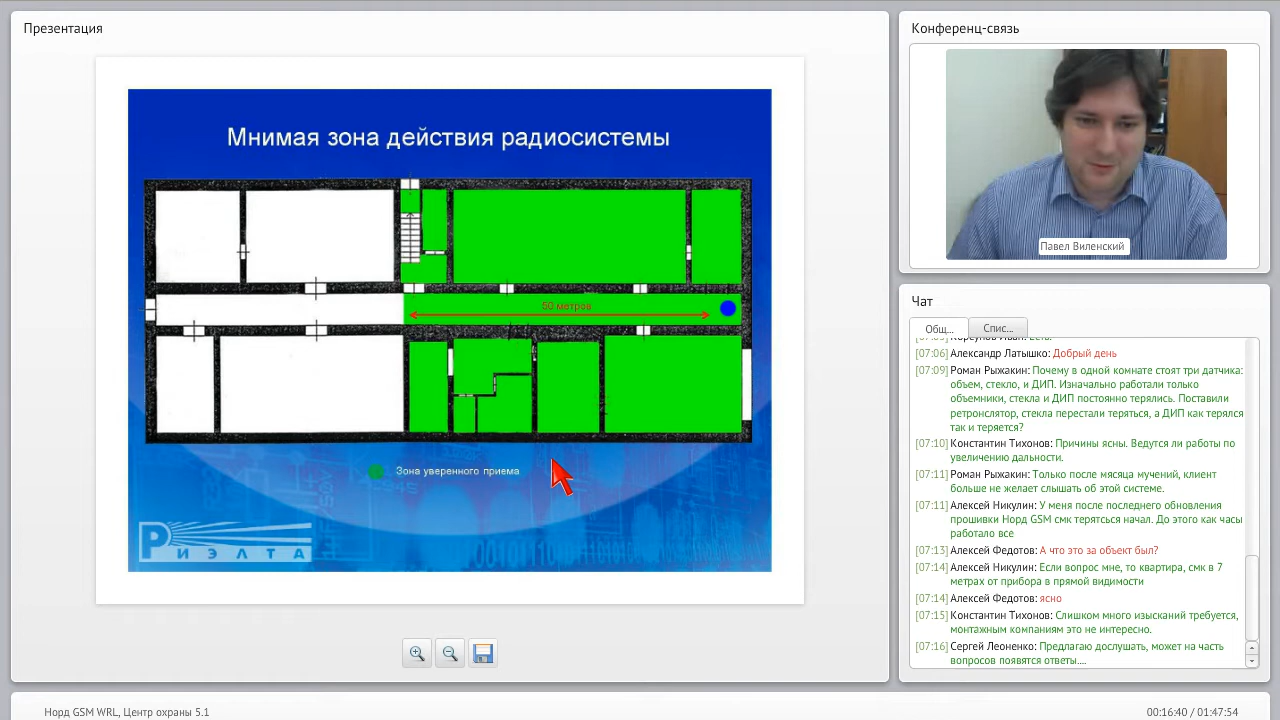 Презентация
Мнимая зона действия радиосистемы
50 метров
Зона уверенного приема
РИЭЛТА
Конференц-связь
Павел Виленский
Чат
Общ...
Спис...
[07:06] Александр Латышко: Добрый день
[07:09] Роман Рыжакин: Почему в одной комнате стоят три датчика:
объем, стекло, и ДИП. Изначально работали только
объемники, стекла и ДИП постоянно терялись. Поставили
ретронслятор, стекла перестали теряться, а ДИП как терялся
так и теряется?
[07:10] Константин Тихонов: Причины ясны. Ведутся ли работы по
увеличению дальности.
[07:11] Роман Рыжакин: Только после мясяца мучений, клиент
больше не желает слышать об этой системе.
[07:11] Алексей Никулин: У меня после последнего обновления
прошивки Норд GSM смк терятсься начал. До этого как часы
работало все
[07:13] Алексей Федотов: А что это за объект был?
[07:14] Алексей Никулин: Если вопрос мне, то квартира, смк в 7
метрах от прибора в прямой видимости
[07:14] Алексей Федотов: ясно
[07:15] Константин Тихонов: Слишком много изысканий требуется,
монтажным компаниям это не интересно.
[07:16] Сергей Леоненко: Предлагаю дослушать, может на часть
вопросов появятся ответы....
Норд GSM WRL, Центр охраны 5.1
00:16:40 / 01:47:54